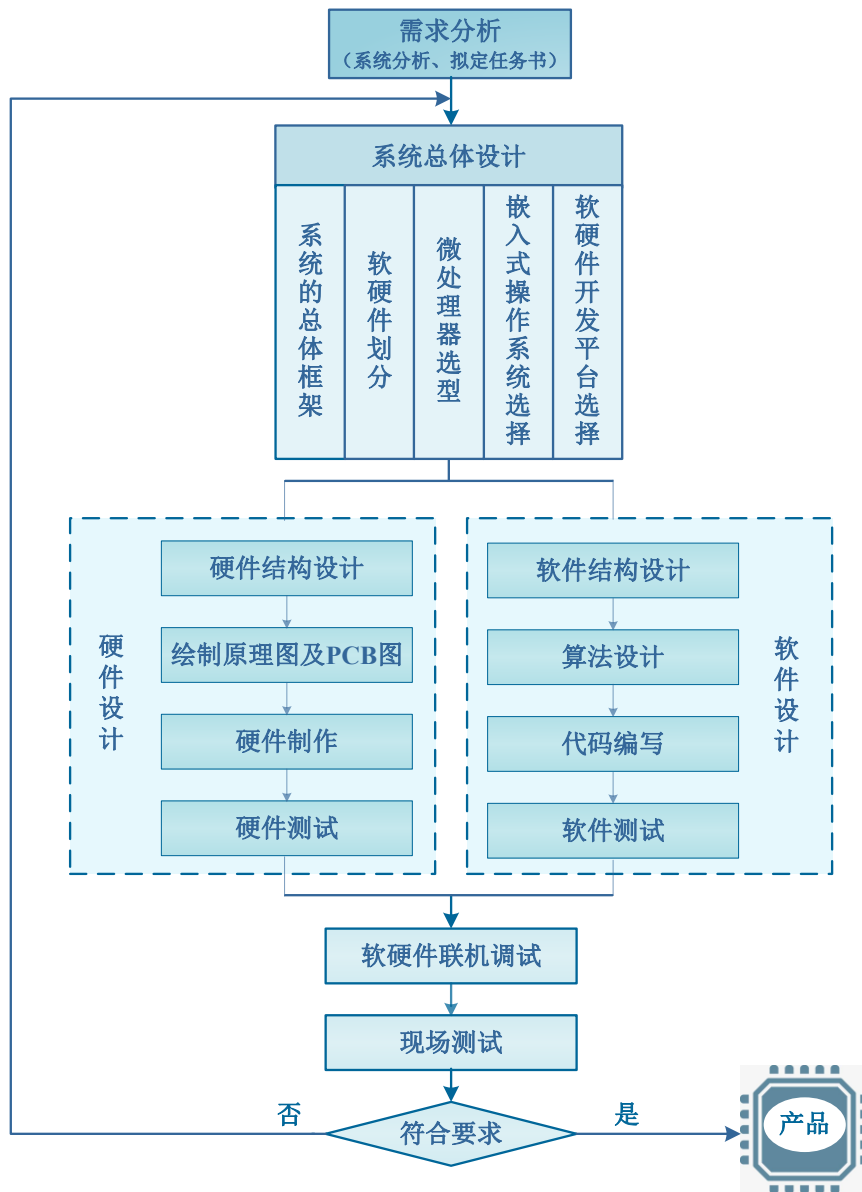 需求分析
（系统分析、拟定任务书）
系统总体设计
系统的总体框架
软硬件划分
微处理器选型
嵌入式操作系统选择
软硬件开发平台选择
硬件设计
硬件结构设计
绘制原理图及PCB图
硬件制作
硬件测试
软件结构设计
算法设计
代码编写
软件测试
软件设计
软硬件联机调试
现场测试
否
符合要求
是
产品